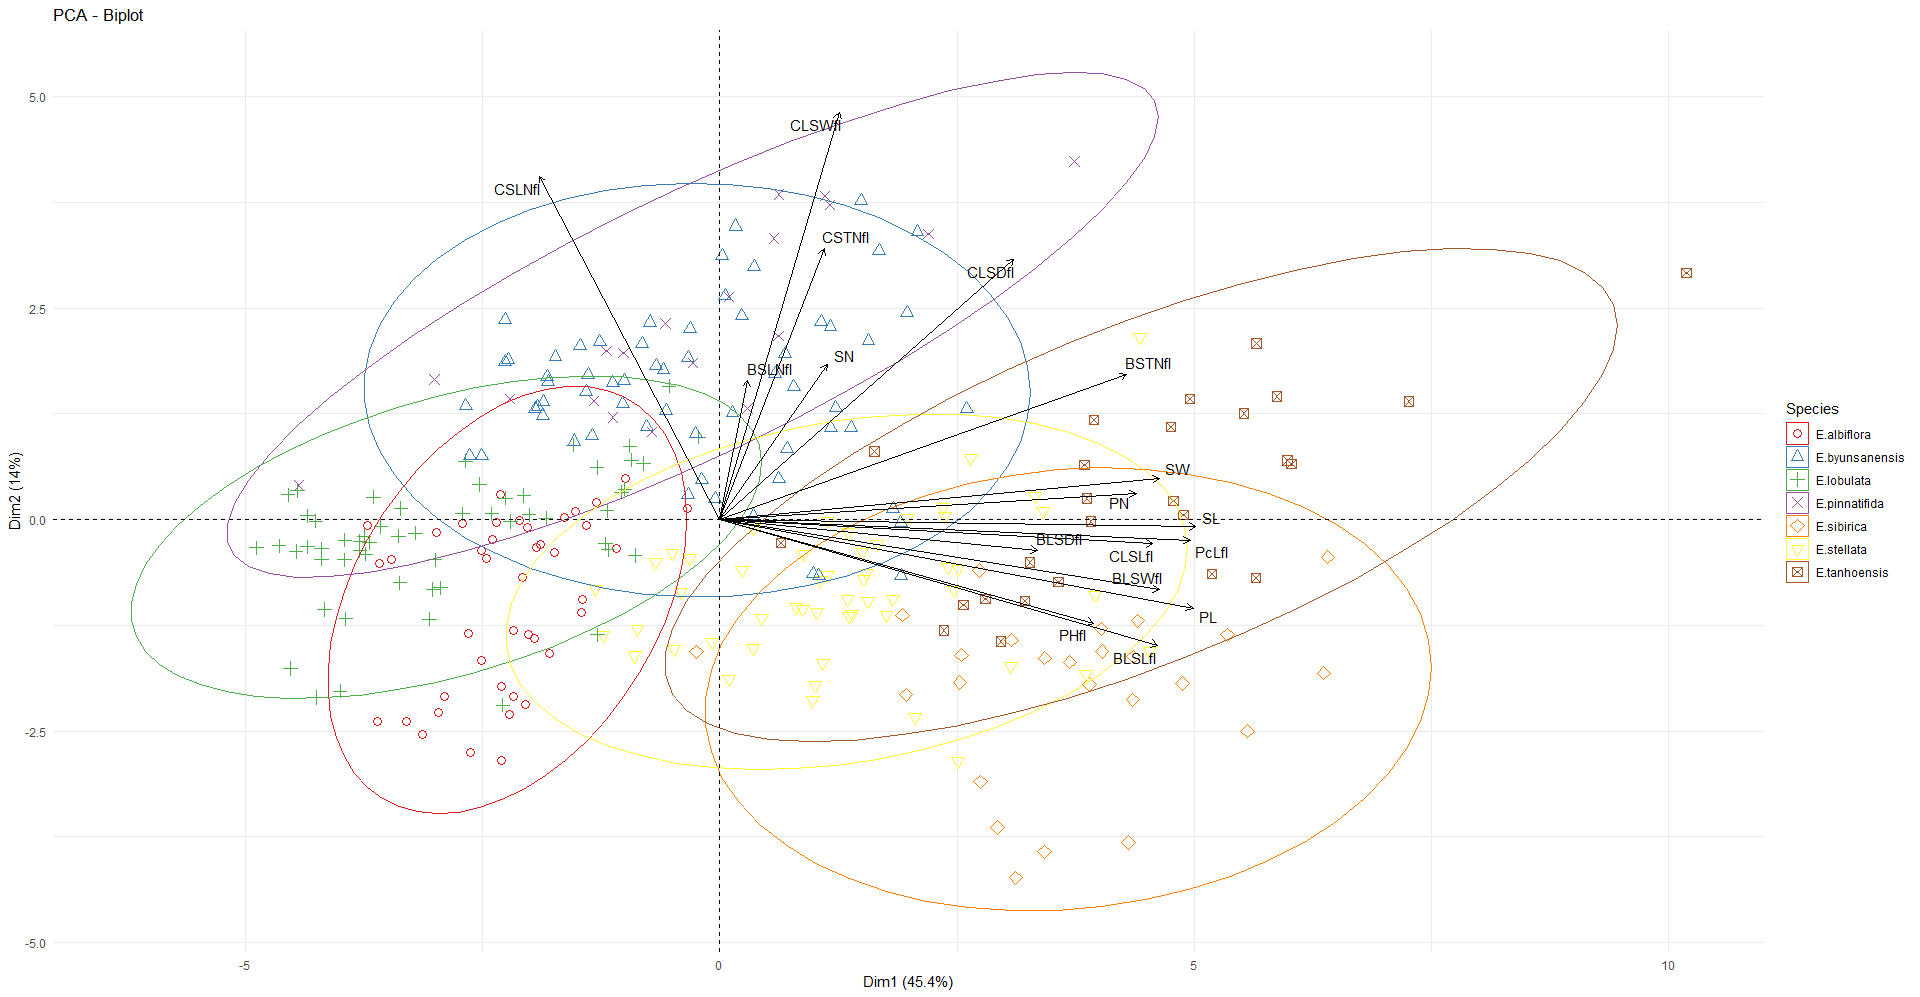 PCA - Biplot
5.0
2.5
0.0
-2.5
-5.0
Dim2 (14%)
-5
0
5
10
Dim1 (45.4%)
CLSWfl
CSLNfl
CSTNfl
CLSDfl
SN
BSLNfl
BSTNfl
SW
PN
SL
BLSDfl
CLSLfl
PcLfl
BLSWfl
PL
PHfl
BLSLfl
Species
E.albiflora
E.byunsanensis
E.lobulata
E.pinnatifida
E.sibirica
E.stellata
E.tanhoensis